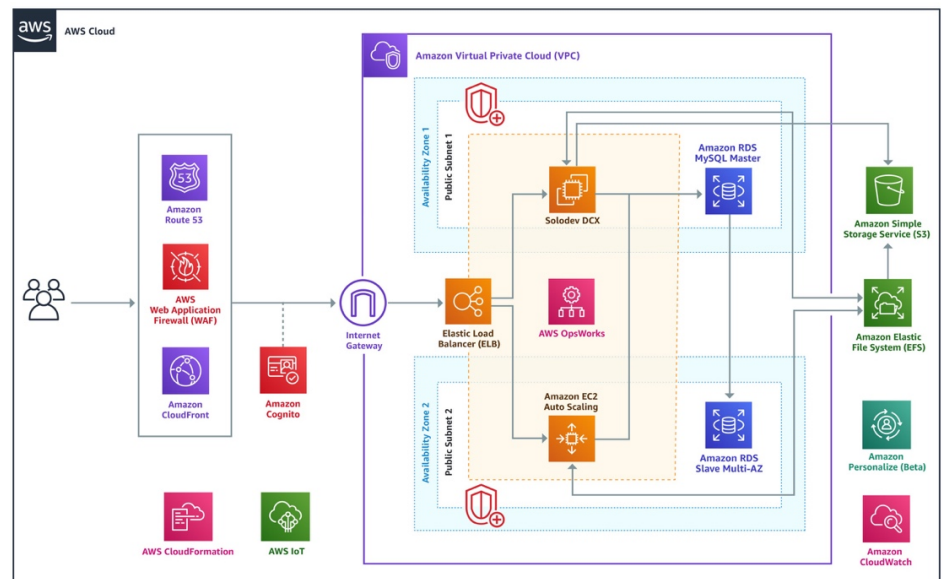 aws
AWS Cloud
Amazon Virtual Private Cloud (VPC)
Availability Zone 1
Public Subnet 1
Amazon RDS
MySQL Master
Solodev DCX
53
Amazon
Route 53
AWS
Web Application
Firewall (WAF)
Amazon
CloudFront
Amazon
Cognito
Internet
Gateway
Elastic Load
Balancer (ELB)
AWS OpsWorks
Amazon Simple
Storage Service (S3)
Amazon Elastic
File System (EFS)
Availability Zone 2
Public Subnet 2
Amazon EC2
Auto Scaling
Amazon RDS
Slave Multi-AZ
Amazon
Personalize (Beta)
AWS CloudFormation
AWS IoT
Amazon
CloudWatch